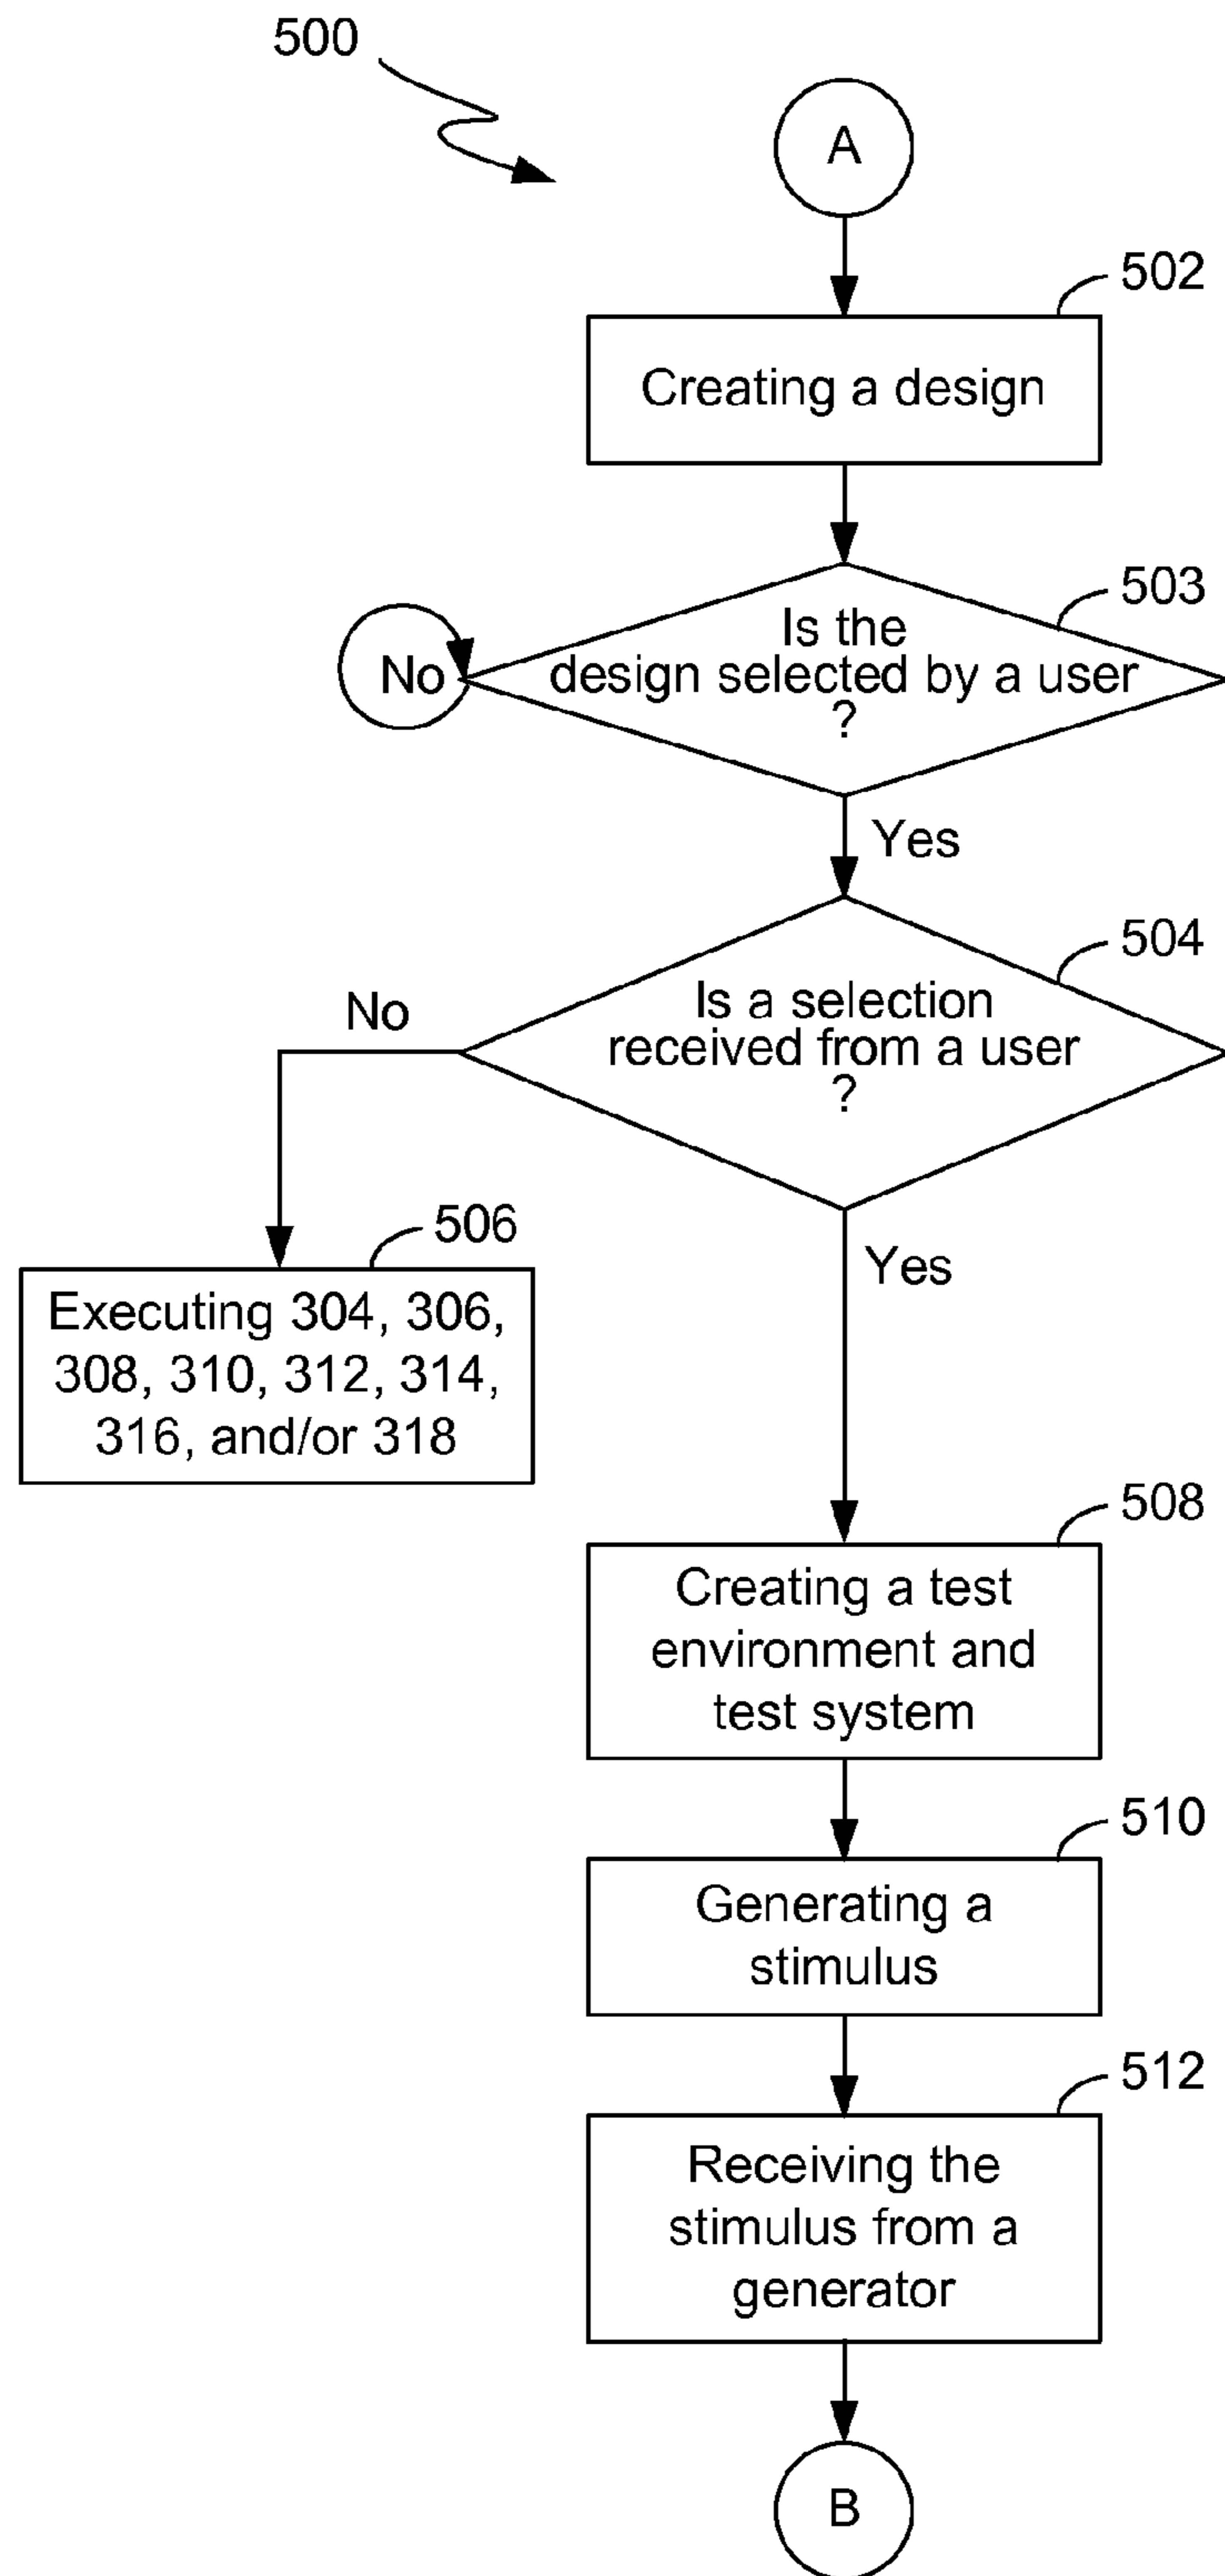 500
A
502
Creating a design
503
Is the
design selected by a user
?
No
Yes
504
Is a selection
received from a user
?
No
Yes
506
Executing 304, 306,
308, 310, 312, 314,
316, and/or 318
508
Creating a test
environment and
test system
510
Generating a
stimulus
512
Receiving the
stimulus from a
generator
B